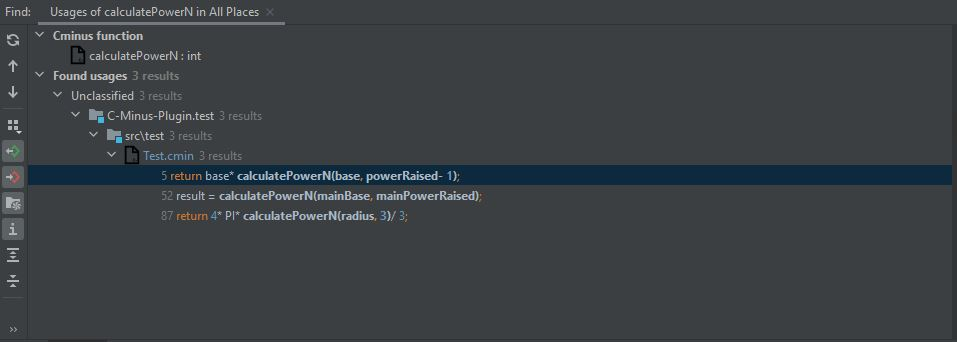 Find: Usages of calculatePowerN in All Places ×
Cminus function
calculatePowerN : int
Found usages 3 results
Unclassified 3 results
C-Minus-Plugin.test 3 results
src\test 3 results
Test.cmin 3 results
5 return base* calculatePowerN(base, powerRaised- 1);
52 result = calculatePowerN(mainBase, mainPowerRaised);
87 return 4* PI* calculatePowerN(radius, 3)/ 3;